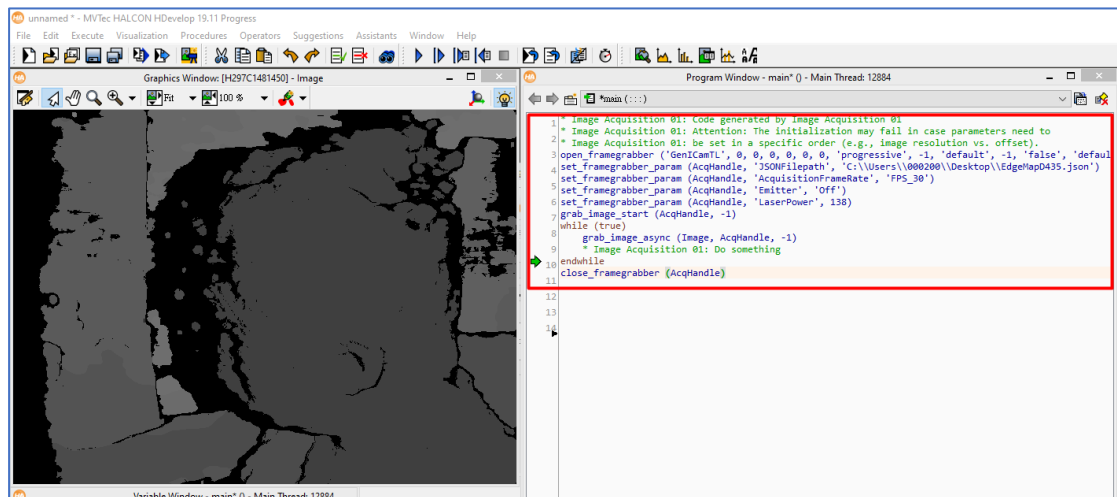 unnamed * - MVTec HALCON HDevelop 19.11 Progress
File Edit Execute Visualization Procedures Operators Suggestions Assistants Window Help
Graphics Window: [H297C1481450] - Image
Fit 100 %
Program Window - main* () - Main Thread: 12884
*main ( : : : )
1 * Image Acquisition 01: Code generated by Image Acquisition 01
2 * Image Acquisition 01: Attention: The initialization may fail in case parameters need to
* Image Acquisition 01: be set in a specific order (e.g., image resolution vs. offset).
3 open_framegrabber ('GenICamTL', 0, 0, 0, 0, 0, 0, 'progressive', -1, 'default', -1, 'false', 'defaul
4 set_framegrabber_param (AcqHandle, 'JSONFilepath', 'C:\\Users\\000200\\Desktop\\EdgeMapD435.json')
5 set_framegrabber_param (AcqHandle, 'AcquisitionFrameRate', 'FPS_30')
set_framegrabber_param (AcqHandle, 'Emitter', 'Off')
6 set_framegrabber_param (AcqHandle, 'LaserPower', 138)
7 grab_image_start (AcqHandle, -1)
8 while (true)
grab_image_async (Image, AcqHandle, -1)
9 * Image Acquisition 01: Do something
10 endwhile
close_framegrabber (AcqHandle)
11
12
13
14
Variable Window - main* () - Main Thread: 12884